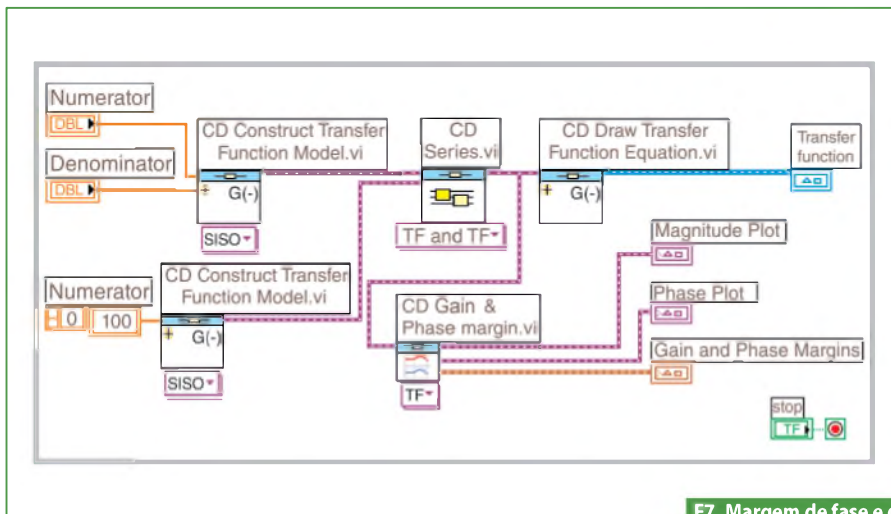 Numerator
DBL
CD Construct Transfer
Function Model.vi
Denominator
DBL
G(-)
SISO
CD
Series.vi
TF and TF
CD Draw Transfer
Function Equation.vi
G(-)
Transfer
function
Magnitude Plot
Numerator
0 100
CD Construct Transfer
Function Model.vi
G(-)
SISO
CD Gain &
Phase margin.vi
TF
Phase Plot
Gain and Phase Margins
stop
TF
F7. Margem de fase e